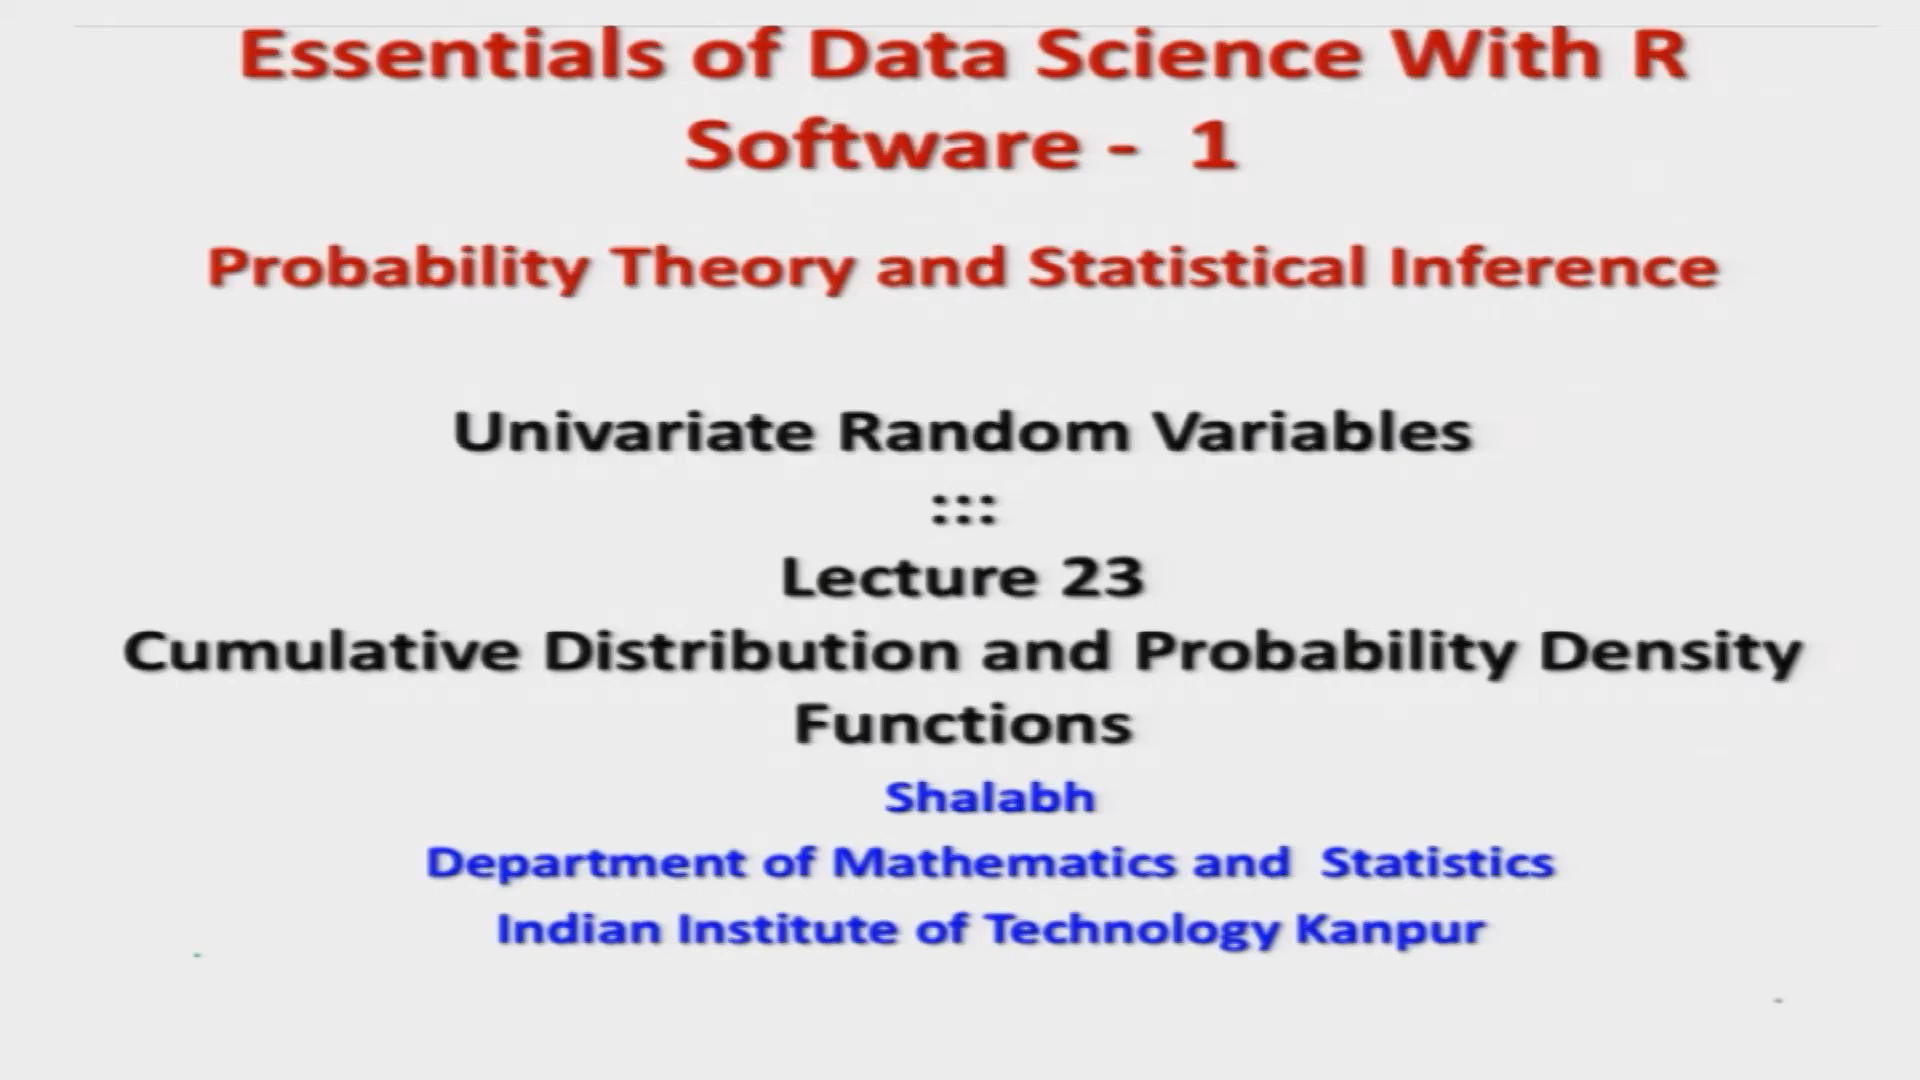 Essentials of Data Science With R
Software - 1
Probability Theory and Statistical Inference
Univariate Random Variables
:::
Lecture 23
Cumulative Distribution and Probability Density
Functions
Shalabh
Department of Mathematics and Statistics
Indian Institute of Technology Kanpur